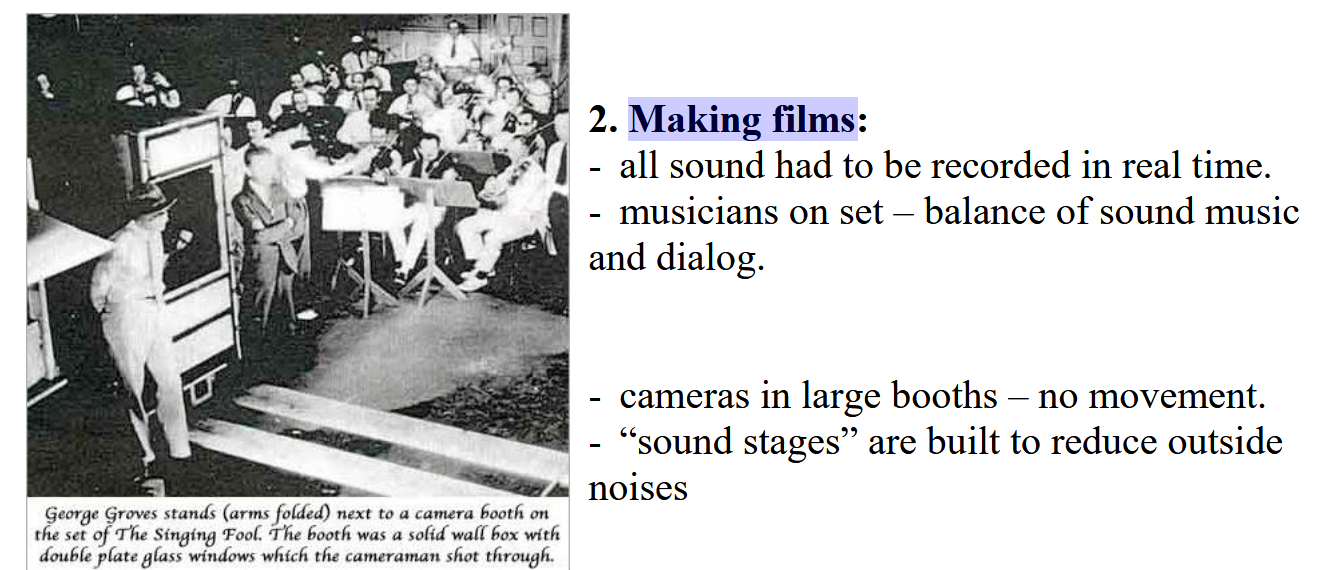 2. Making films:
- all sound had to be recorded in real time.
- musicians on set – balance of sound music
and dialog.
- cameras in large booths – no movement.
- “sound stages” are built to reduce outside
noises
George Groves stands (arms folded) next to a camera booth on
the set of The Singing Fool. The booth was a solid wall box with
double plate glass windows which the cameraman shot through.